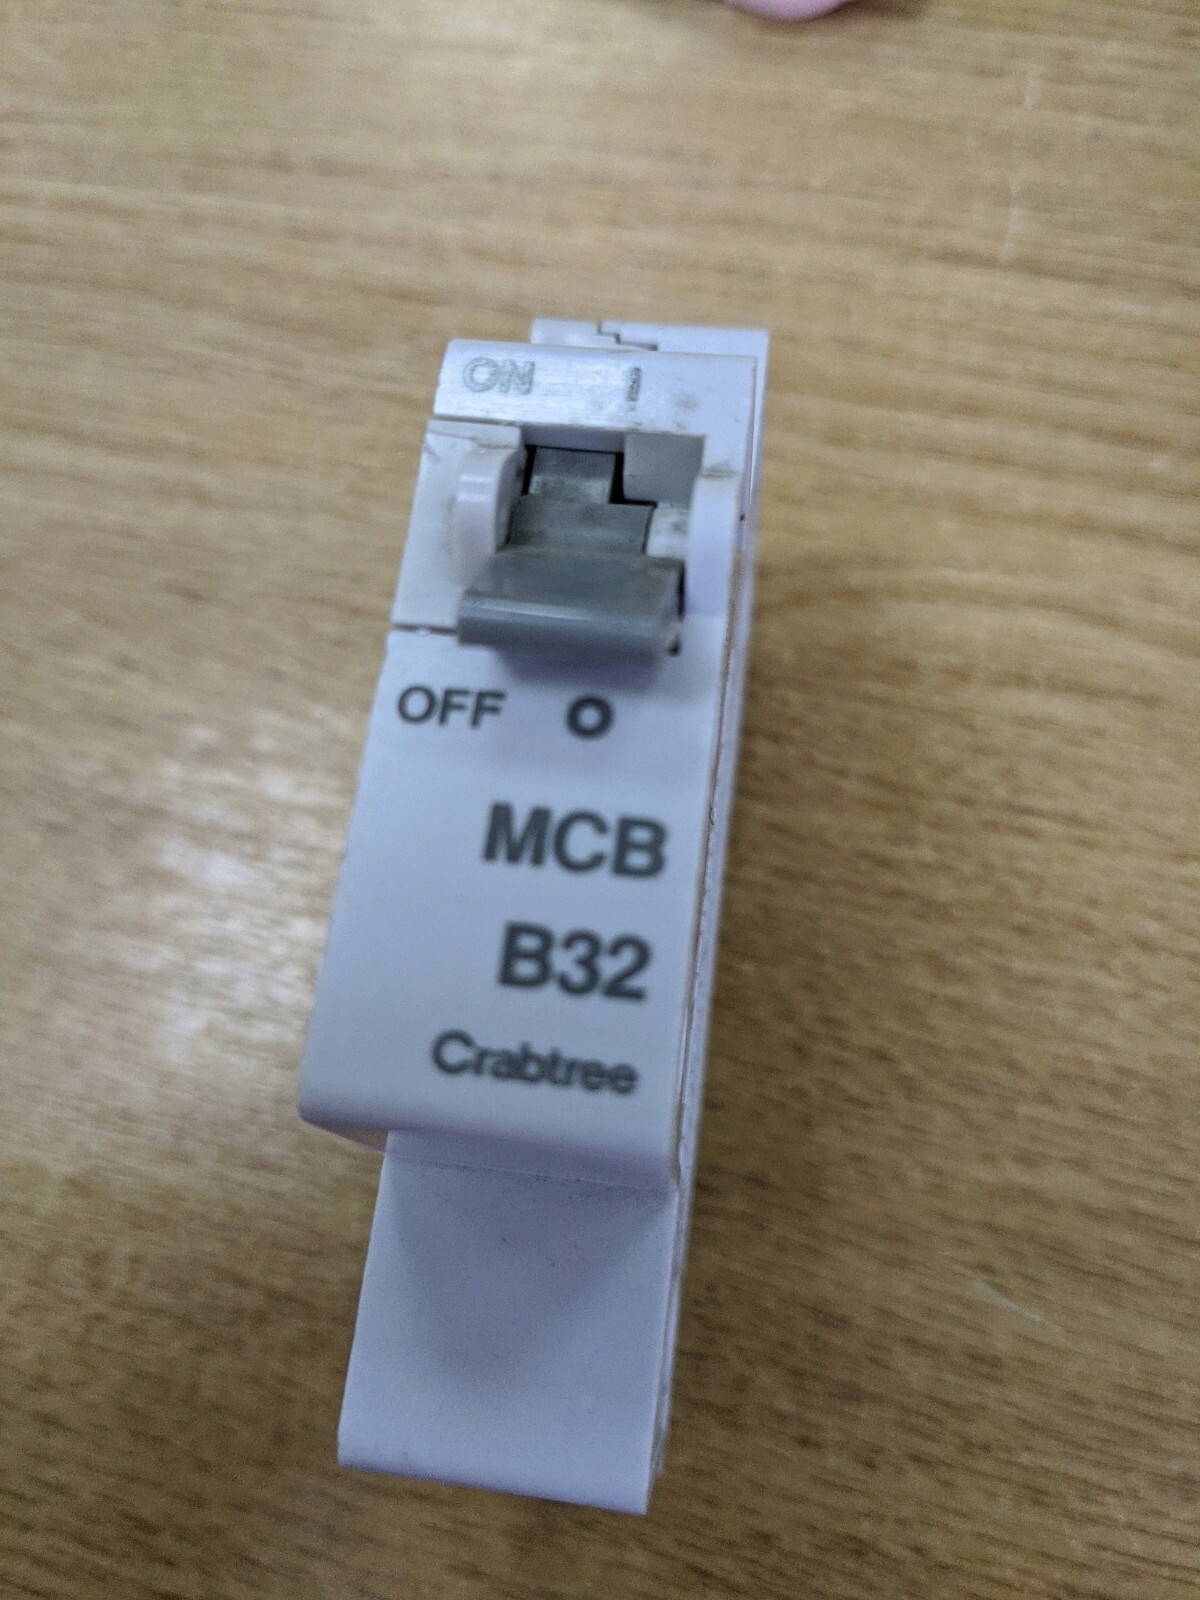 ON I
OFF O
MCB
B32
Crabtree